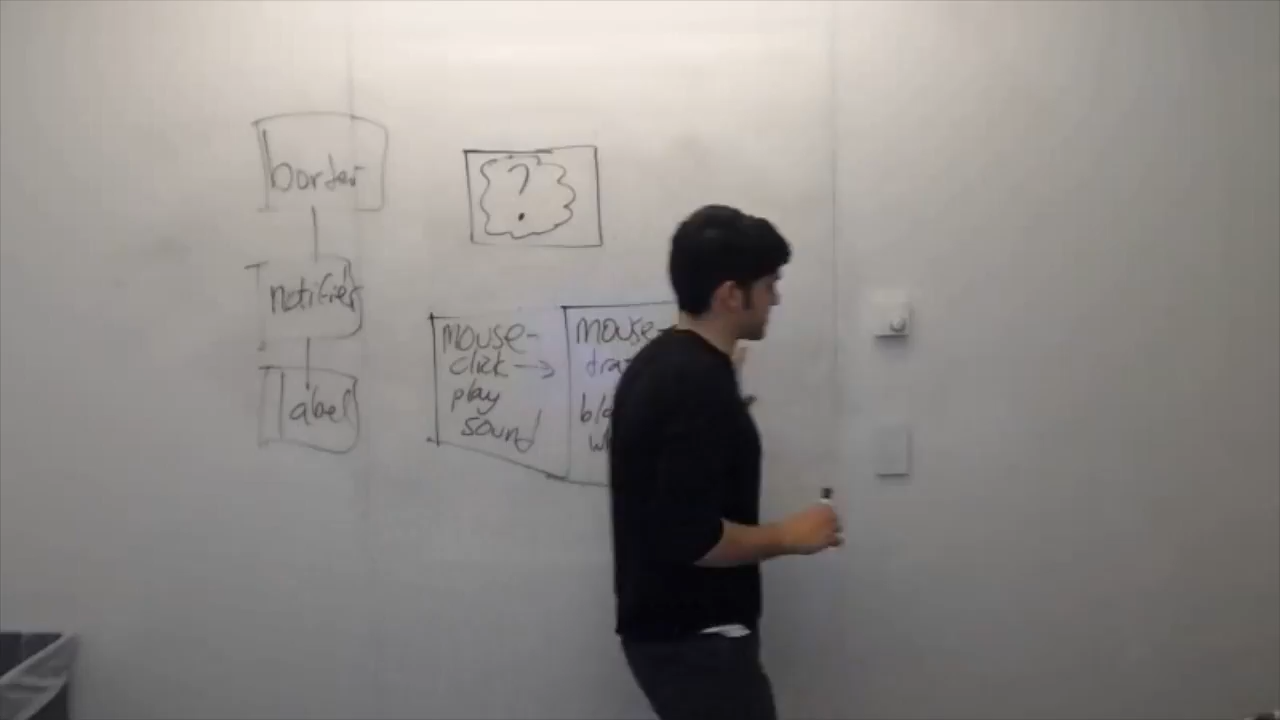 border
notifier
label
?
mouse-
click →
play
sound
mouse-